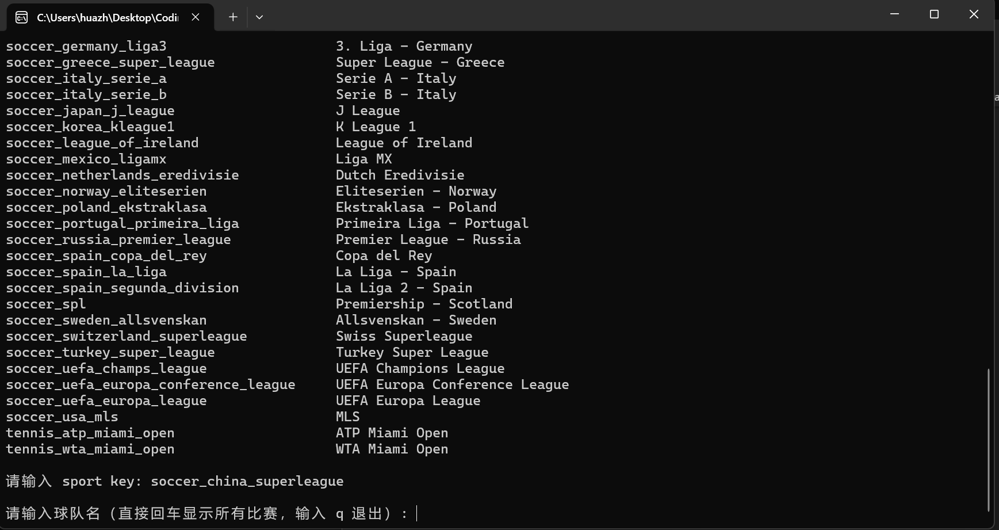 C:\Users\huazh\Desktop\Codi
soccer_germany_liga3 3. Liga - Germany
soccer_greece_super_league Super League - Greece
soccer_italy_serie_a Serie A - Italy
soccer_italy_serie_b Serie B - Italy
soccer_japan_j_league J League
soccer_korea_kleague1 K League 1
soccer_league_of_ireland League of Ireland
soccer_mexico_ligamx Liga MX
soccer_netherlands_eredivisie Dutch Eredivisie
soccer_norway_eliteserien Eliteserien - Norway
soccer_poland_ekstraklasa Ekstraklasa - Poland
soccer_portugal_primeira_liga Primeira Liga - Portugal
soccer_russia_premier_league Premier League - Russia
soccer_spain_copa_del_rey Copa del Rey
soccer_spain_la_liga La Liga - Spain
soccer_spain_segunda_division La Liga 2 - Spain
soccer_spl Premiership - Scotland
soccer_sweden_allsvenskan Allsvenskan - Sweden
soccer_switzerland_superleague Swiss Superleague
soccer_turkey_super_league Turkey Super League
soccer_uefa_champs_league UEFA Champions League
soccer_uefa_europa_conference_league UEFA Europa Conference League
soccer_uefa_europa_league UEFA Europa League
soccer_usa_mls MLS
tennis_atp_miami_open ATP Miami Open
tennis_wta_miami_open WTA Miami Open
请输入 sport key: soccer_china_superleague
请输入球队名（直接回车显示所有比赛, 输入 q 退出）: